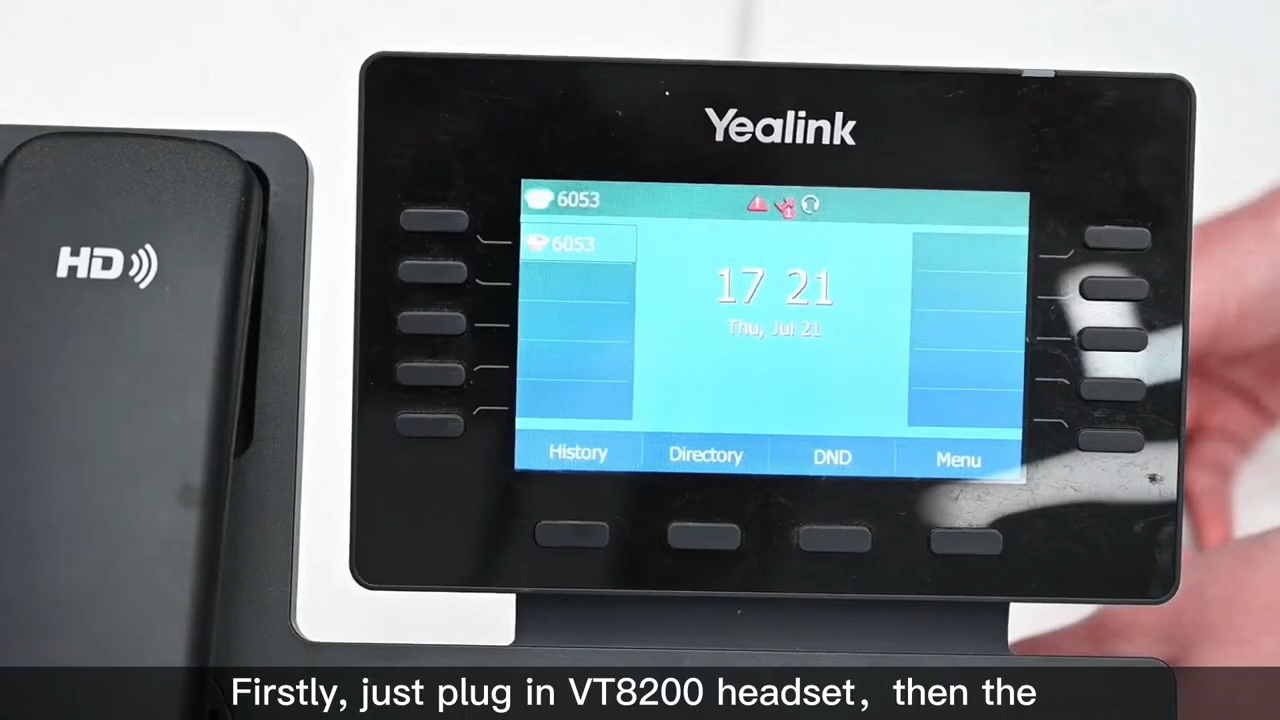 Yealink
HD
6053
1
6053
17 21
Thu, Jul 21
History Directory DND Menu
Firstly, just plug in VT8200 headset, then the